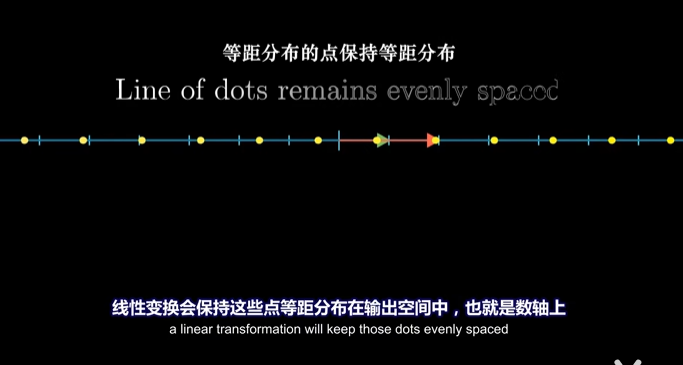 等距分布的点保持等距分布
Line of dots remains evenly spaced
线性变换会保持这些点等距分布在输出空间中，也就是数轴上
a linear transformation will keep those dots evenly spaced